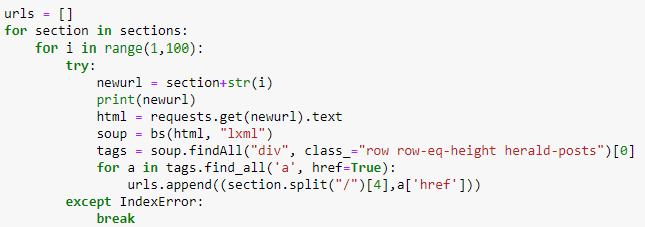 urls = []
for section in sections:
    for i in range(1,100):
        try:
            newurl = section+str(i)
            print(newurl)
            html = requests.get(newurl).text
            soup = bs(html, "lxml")
            tags = soup.findAll("div", class_="row row-eq-height herald-posts")[0]
            for a in tags.find_all('a', href=True):
                urls.append((section.split("/")[4],a['href']))
        except IndexError:
            break